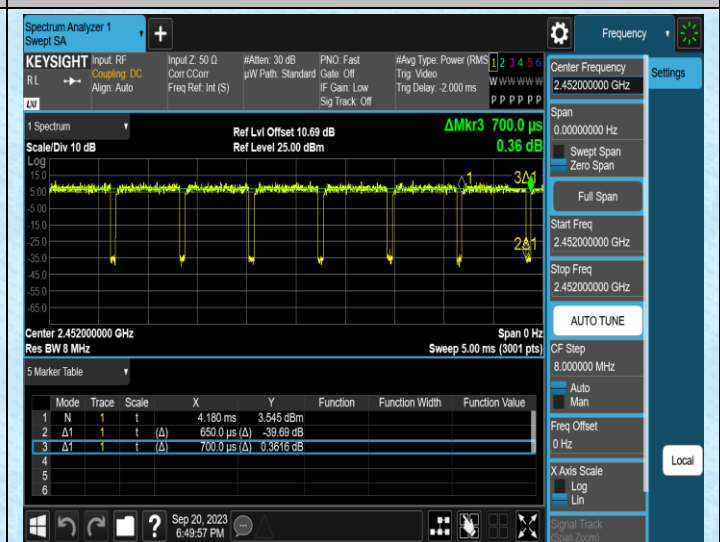 Spectrum Analyzer 1
Swept SA
+
Frequency
KEYSIGHT
Input: RF
Input Z: 50 Ω
#Atten: 30 dB
PNO: Fast
#Avg Type: Power (RMS
1 2 3 4 5 6
RL
Coupling: DC
Corr CCorr
µW Path: Standard
Gate: Off
Trig: Video
W W W W W W
Align: Auto
Freq Ref: Int (S)
IF Gain: Low
Trig Delay: -2.000 ms
Sig Track: Off
P P P P P P
LXI
Center Frequency
2.452000000 GHz
Settings
Span
0.00000000 Hz
Swept Span
Zero Span
Full Span
Start Freq
2.452000000 GHz
Stop Freq
2.452000000 GHz
AUTO TUNE
CF Step
8.000000 MHz
Auto
Man
Freq Offset
0 Hz
X Axis Scale
Log
Lin
Signal Track
(Span Zoom)
Local
1 Spectrum
Ref Lvl Offset 10.69 dB
ΔMkr3 700.0 µs
Scale/Div 10 dB
Ref Level 25.00 dBm
0.36 dB
Log
15.0
5.00
-5.00
-15.0
-25.0
-35.0
-45.0
-55.0
-65.0
1
3Δ1
2Δ1
Center 2.452000000 GHz
Span 0 Hz
Res BW 8 MHz
Sweep 5.00 ms (3001 pts)
5 Marker Table
Mode Trace Scale X Y Function Function Width Function Value
1 N 1 t 4.180 ms 3.545 dBm
2 Δ1 1 t (Δ) 650.0 µs (Δ) -39.69 dB
3 Δ1 1 t (Δ) 700.0 µs (Δ) 0.3616 dB
4
5
6
?
Sep 20, 2023
6:49:57 PM